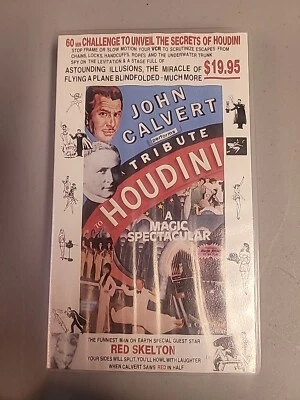 60 MIN CHALLENGE TO UNVEIL THE SECRETS OF HOUDINI
STOP FRAME OR SLOW MOTION YOUR VCR TO SCRUTINIZE ESCAPES FROM
CHAINS, LOCKS, HANDCUFFS, ROPES AND THE UNDERWATER TRUNK
SPY ON THE LEVITATION & A STAGE FULL OF
ASTOUNDING ILLUSIONS, THE MIRACLE OF
FLYING A PLANE BLINDFOLDED - MUCH MORE
$19.95
JOHN
CALVERT
PERFORMS
TRIBUTE
TO
HOUDINI
A
MAGIC
SPECTACULAR
THE FUNNIEST MAN ON EARTH SPECIAL GUEST STAR
RED SKELTON
YOUR SIDES WILL SPLIT, YOU'LL HOWL WITH LAUGHTER
WHEN CALVERT SAWS RED IN HALF